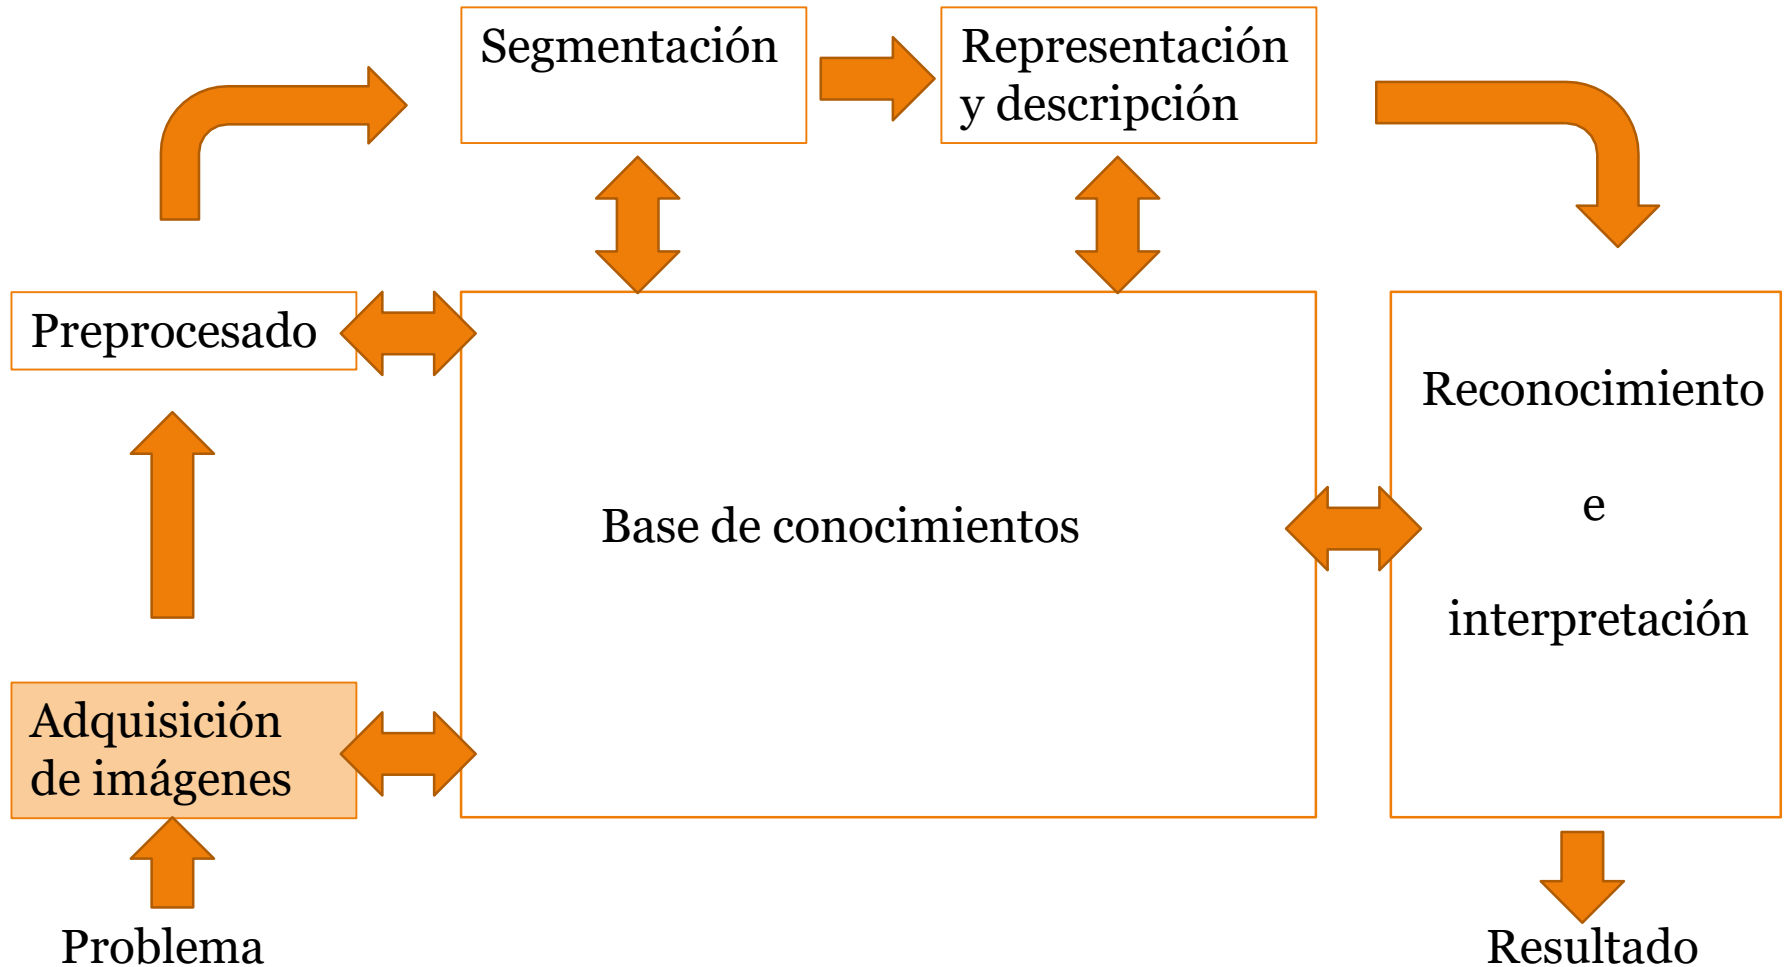 Segmentación
Representación
y descripción
Preprocesado
Base de conocimientos
Reconocimiento
e
interpretación
Adquisición
de imágenes
Problema
Resultado